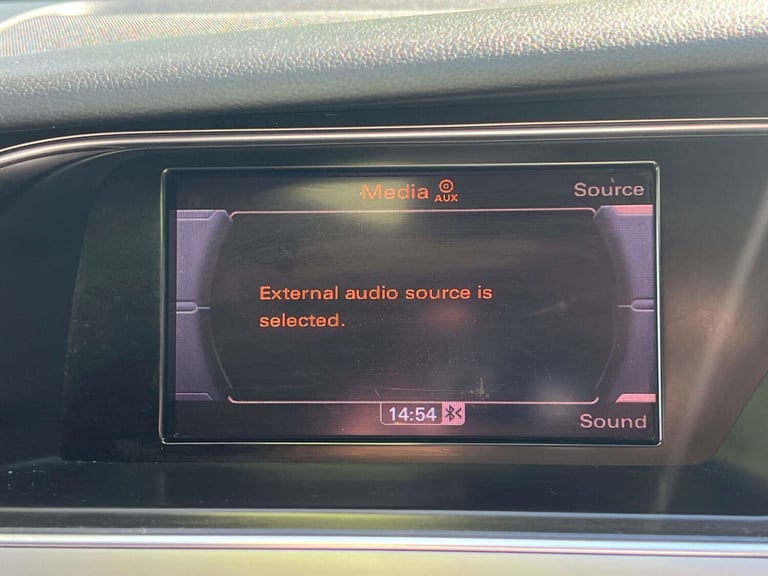 Media AUX
Source
External audio source is
selected.
14:54
Sound